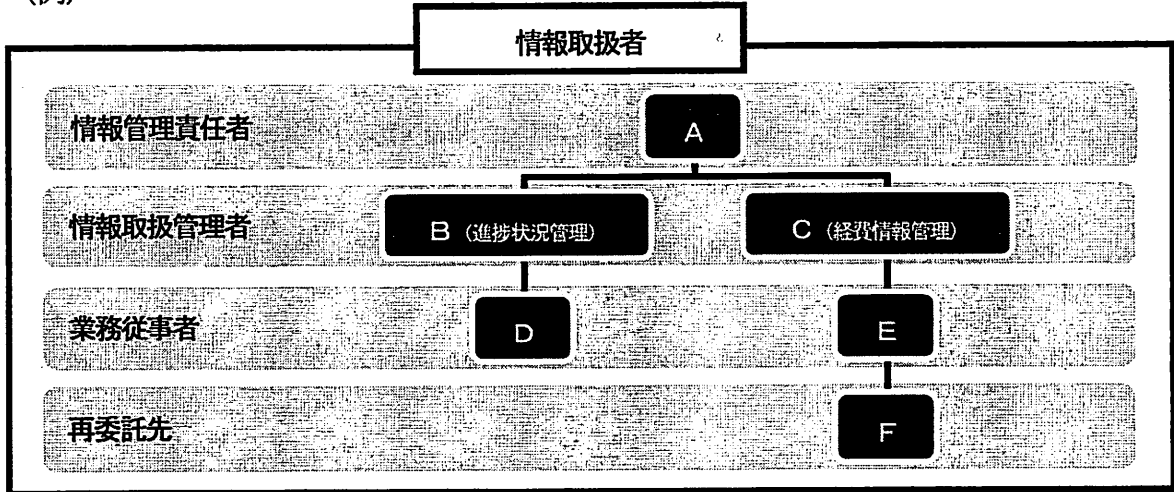 (例)
情報取扱者
情報管理責任者
A
情報取扱管理者
B (進捗状況管理)
C (経費情報管理)
業務従事者
D
E
再委託先
F